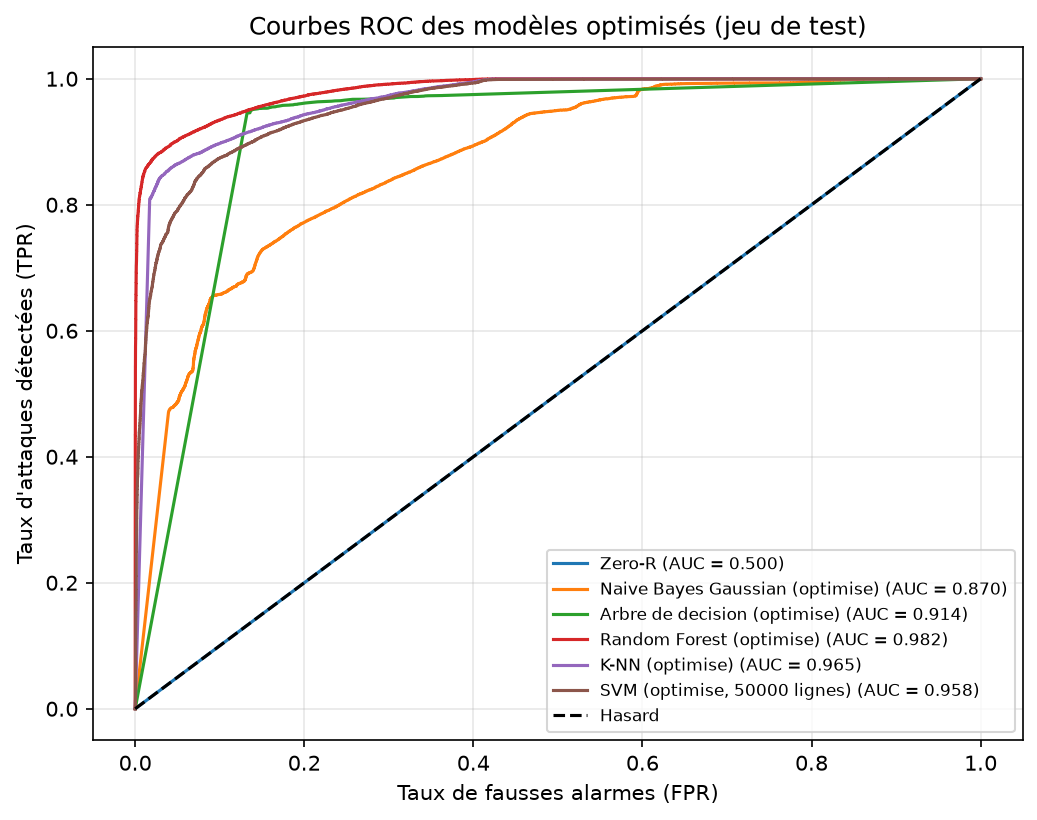 Courbes ROC des modèles optimisés (jeu de test)
Taux d'attaques détectées (TPR)
1.0
0.8
0.6
0.4
0.2
0.0
0.0 0.2 0.4 0.6 0.8 1.0
Taux de fausses alarmes (FPR)
Zero-R (AUC = 0.500)
Naive Bayes Gaussian (optimise) (AUC = 0.870)
Arbre de decision (optimise) (AUC = 0.914)
Random Forest (optimise) (AUC = 0.982)
K-NN (optimise) (AUC = 0.965)
SVM (optimise, 50000 lignes) (AUC = 0.958)
Hasard